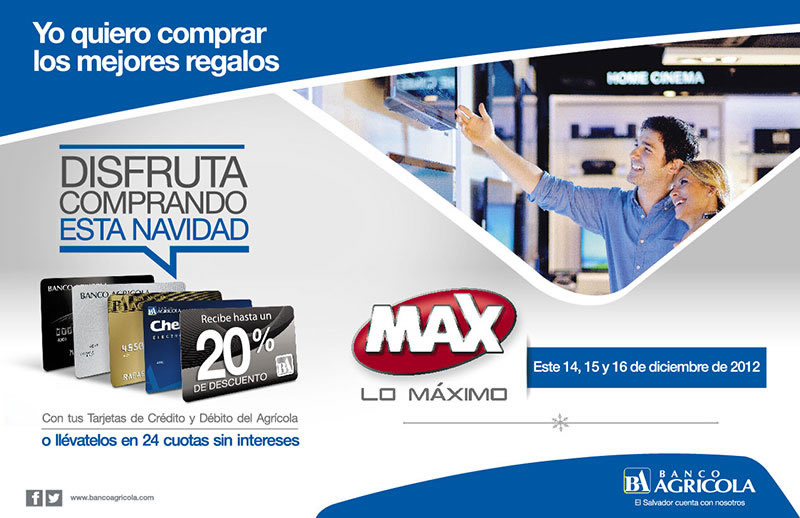 Yo quiero comprar
los mejores regalos
HOME CINEMA
DISFRUTA
COMPRANDO
ESTA NAVIDAD
BANCO AGRICOLA
Recibe hasta un
20%
DE DESCUENTO
BA
MAX
LO MÁXIMO
Este 14, 15 y 16 de diciembre de 2012
Con tus Tarjetas de Crédito y Débito del Agrícola
o llévatelos en 24 cuotas sin intereses
www.bancoagricola.com
BA BANCO
AGRICOLA
El Salvador cuenta con nosotros